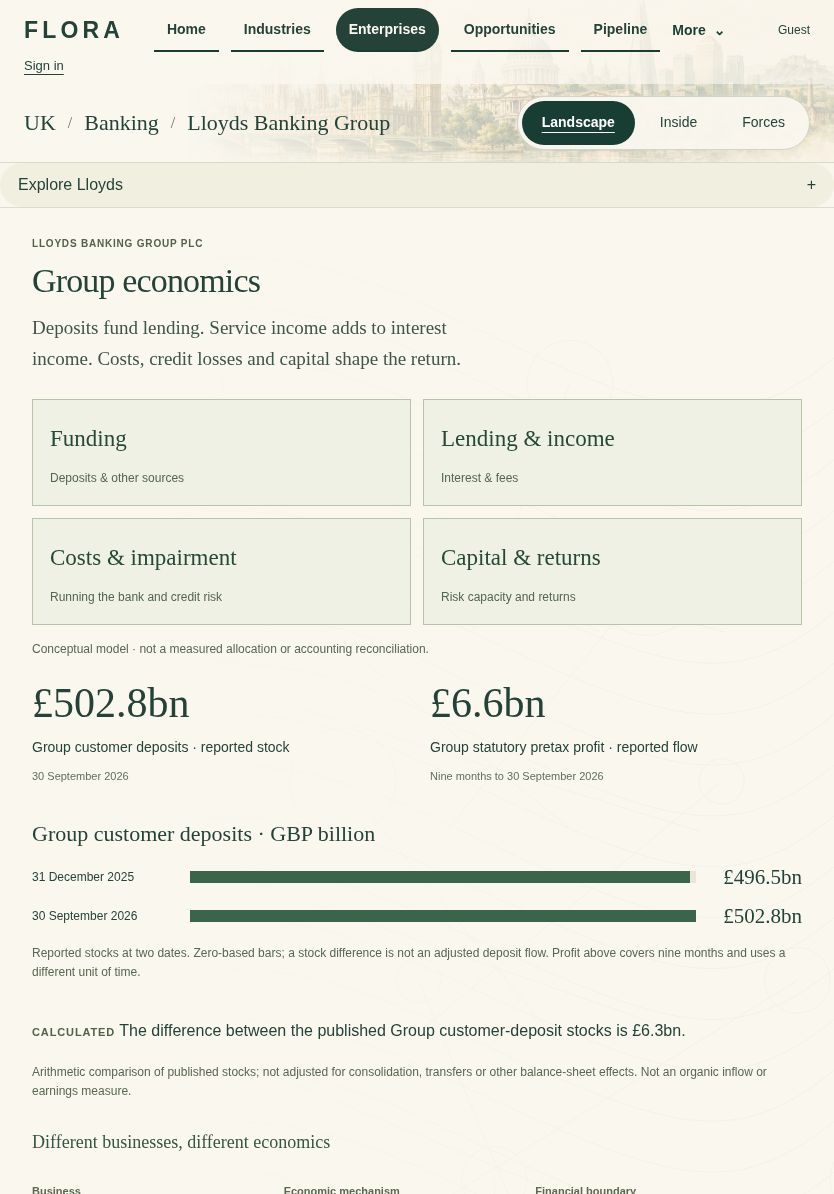 FLORA
Home
Industries
Enterprises
Opportunities
Pipeline
More
Guest
Sign in
UK / Banking / Lloyds Banking Group
Landscape
Inside
Forces
Explore Lloyds
+
LLOYDS BANKING GROUP PLC
Group economics
Deposits fund lending. Service income adds to interest
income. Costs, credit losses and capital shape the return.
Funding
Deposits & other sources
Lending & income
Interest & fees
Costs & impairment
Running the bank and credit risk
Capital & returns
Risk capacity and returns
Conceptual model · not a measured allocation or accounting reconciliation.
£502.8bn
Group customer deposits · reported stock
30 September 2026
£6.6bn
Group statutory pretax profit · reported flow
Nine months to 30 September 2026
Group customer deposits · GBP billion
31 December 2025 £496.5bn
30 September 2026 £502.8bn
Reported stocks at two dates. Zero-based bars; a stock difference is not an adjusted deposit flow. Profit above covers nine months and uses a
different unit of time.
CALCULATED The difference between the published Group customer-deposit stocks is £6.3bn.
Arithmetic comparison of published stocks; not adjusted for consolidation, transfers or other balance-sheet effects. Not an organic inflow or
earnings measure.
Different businesses, different economics
Business Economic mechanism Financial boundary